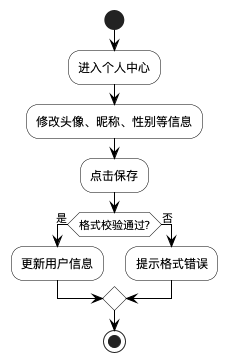 进入个人中心
修改头像、昵称、性别等信息
点击保存
格式校验通过?
是
否
更新用户信息
提示格式错误